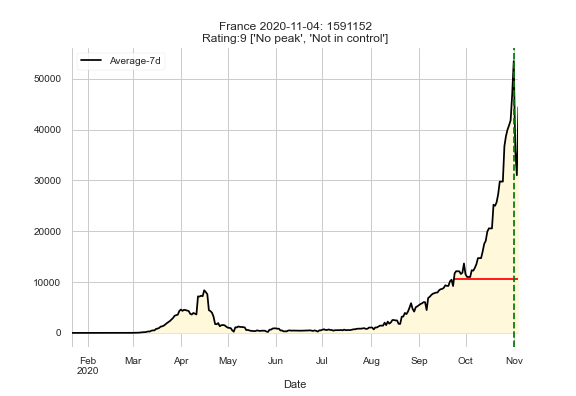 France 2020-11-04: 1591152
Rating:9 ['No peak', 'Not in control']
Average-7d
50000
40000
30000
20000
10000
0
Feb Mar Apr May Jun Jul Aug Sep Oct Nov
2020
Date